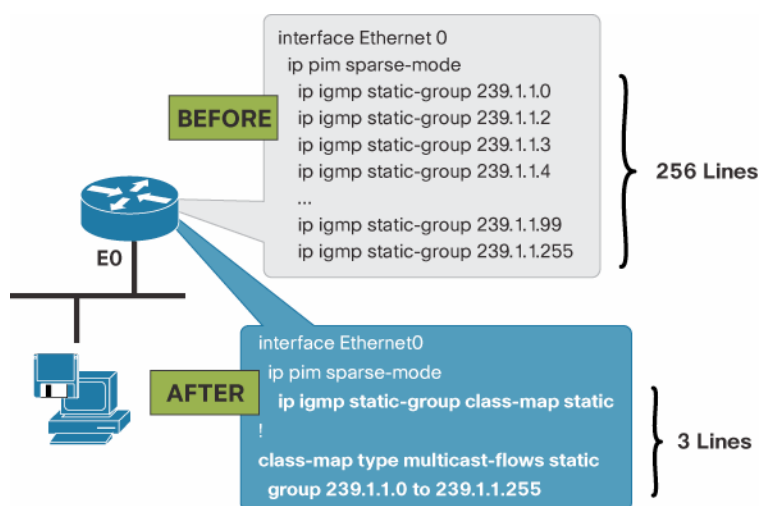 interface Ethernet 0
ip pim sparse-mode
ip igmp static-group 239.1.1.0
BEFORE
ip igmp static-group 239.1.1.2
ip igmp static-group 239.1.1.3
ip igmp static-group 239.1.1.4
...
ip igmp static-group 239.1.1.99
ip igmp static-group 239.1.1.255
256 Lines
E0
interface Ethernet0
ip pim sparse-mode
AFTER
ip igmp static-group class-map static
!
class-map type multicast-flows static
group 239.1.1.0 to 239.1.1.255
3 Lines